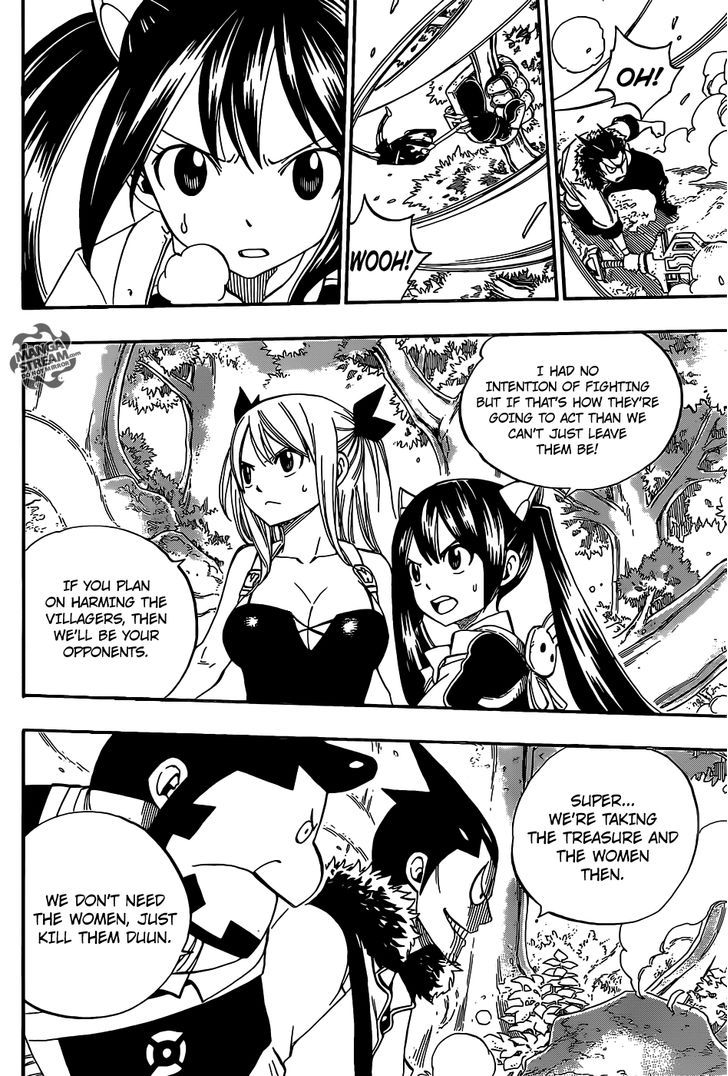 OH!
WOOH!
MANGA
STREAM.COM
I HAD NO
INTENTION OF FIGHTING
BUT IF THAT'S HOW THEY'RE
GOING TO ACT THAN WE
CAN'T JUST LEAVE
THEM BE!
IF YOU PLAN
ON HARMING THE
VILLAGERS, THEN
WE'LL BE YOUR
OPPONENTS.
SUPER...
WE'RE TAKING
THE TREASURE AND
THE WOMEN
THEN.
WE DON'T NEED
THE WOMEN, JUST
KILL THEM DUUN.